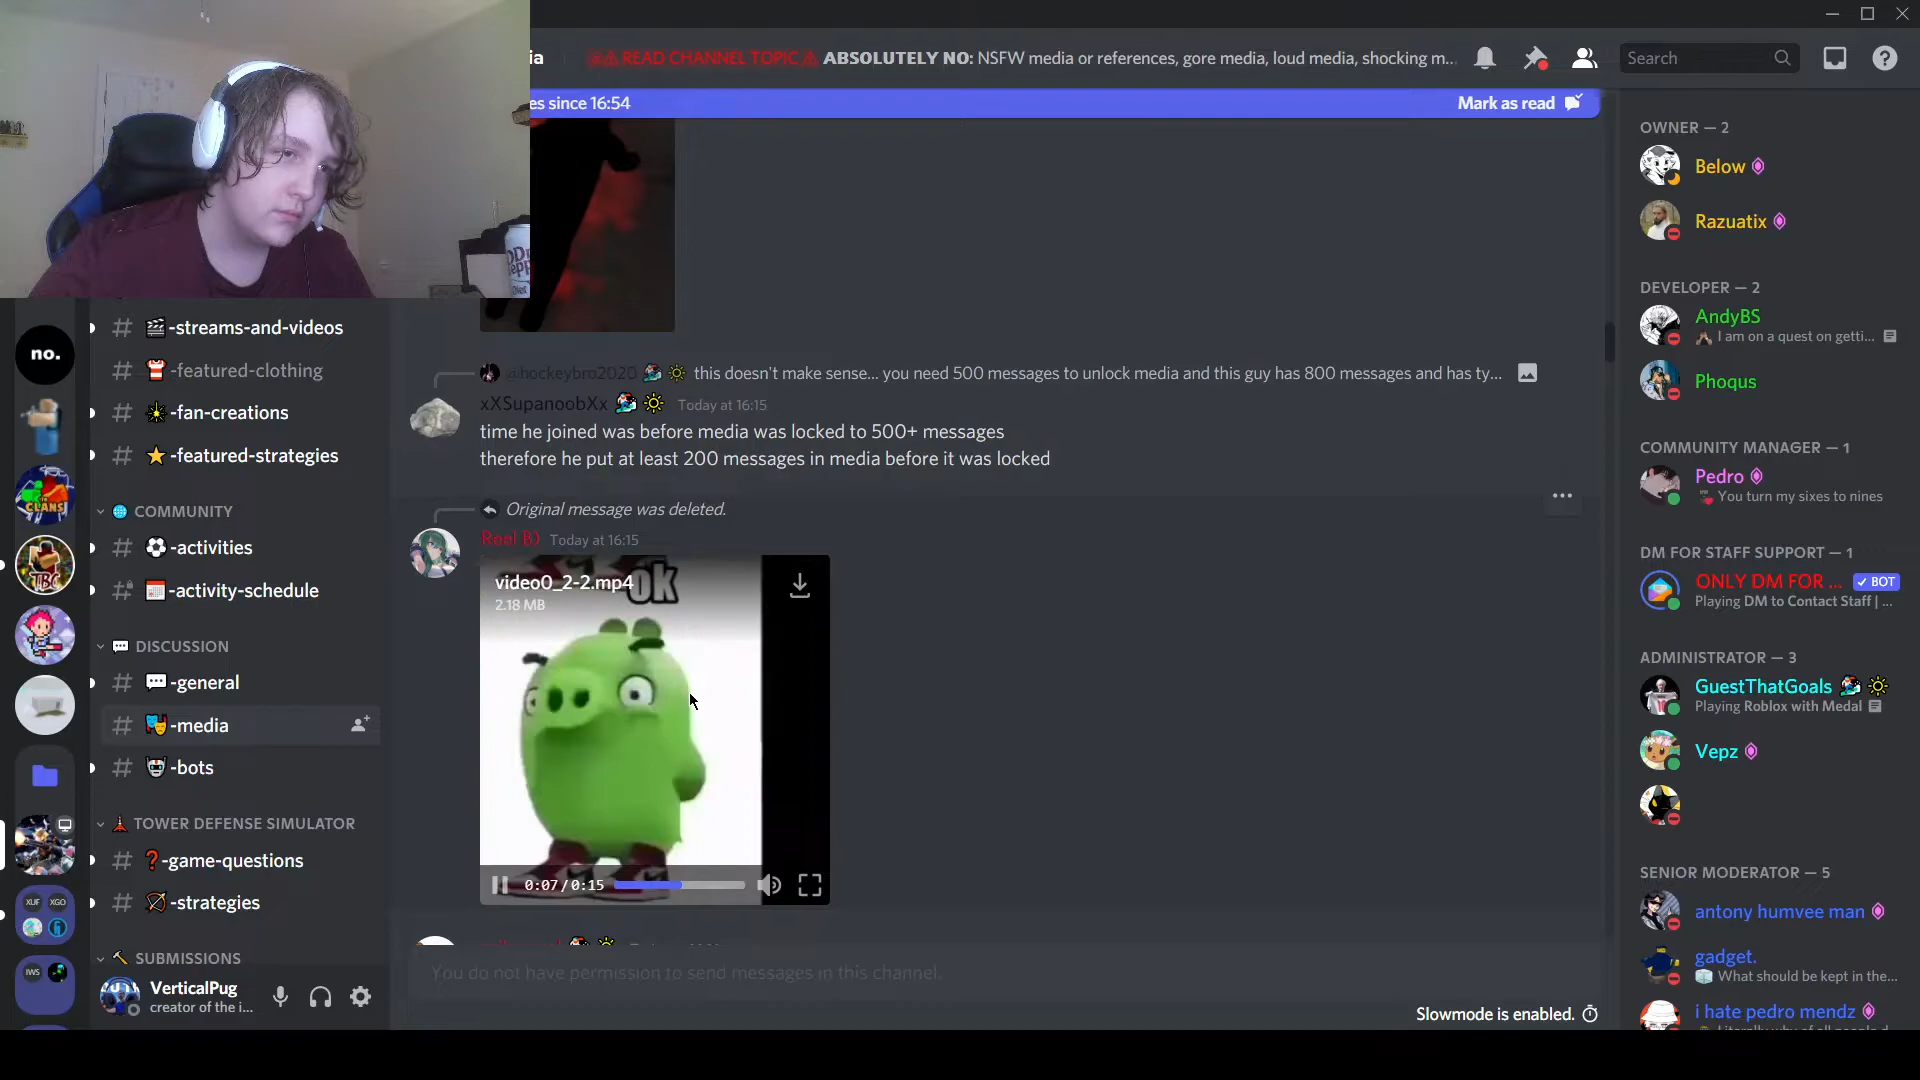 ia
READ CHANNEL TOPIC ABSOLUTELY NO: NSFW media or references, gore media, loud media, shocking m...
Search
es since 16:54
Mark as read
no.
CLANS
TBC
XUF XGO
IWS
-streams-and-videos
-featured-clothing
-fan-creations
-featured-strategies
COMMUNITY
-activities
-activity-schedule
DISCUSSION
-general
-media
-bots
TOWER DEFENSE SIMULATOR
-game-questions
-strategies
SUBMISSIONS
VerticalPug
creator of the i...
@hockeybro2020 this doesn't make sense... you need 500 messages to unlock media and this guy has 800 messages and has ty...
xXSupanoobXx Today at 16:15
time he joined was before media was locked to 500+ messages
therefore he put at least 200 messages in media before it was locked
Original message was deleted.
Reel B) Today at 16:15
video0_2-2.mp4
2.18 MB
ok
0:07/0:15
You do not have permission to send messages in this channel.
Slowmode is enabled.
OWNER — 2
Below
Razuatix
DEVELOPER — 2
AndyBS
I am on a quest on getti...
Phoqus
COMMUNITY MANAGER — 1
Pedro
You turn my sixes to nines
DM FOR STAFF SUPPORT — 1
ONLY DM FOR ... ✓ BOT
Playing DM to Contact Staff | ...
ADMINISTRATOR — 3
GuestThatGoals
Playing Roblox with Medal
Vepz
SENIOR MODERATOR — 5
antony humvee man
gadget.
What should be kept in the...
i hate pedro mendz